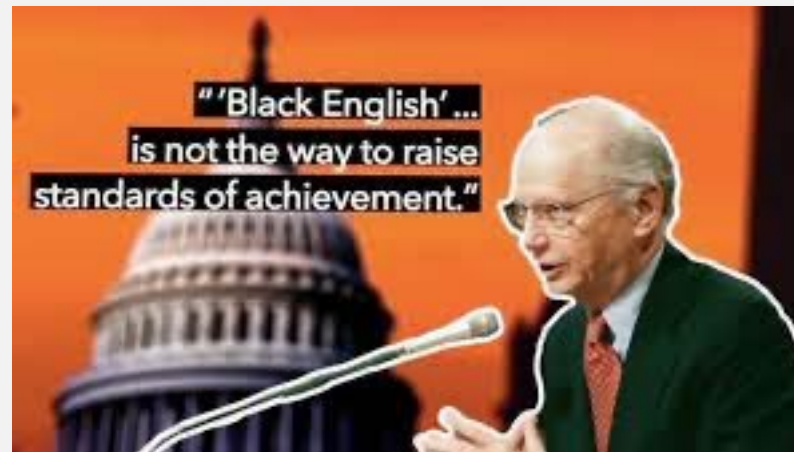 “ ‘Black English’ ...
is not the way to raise
standards of achievement.”